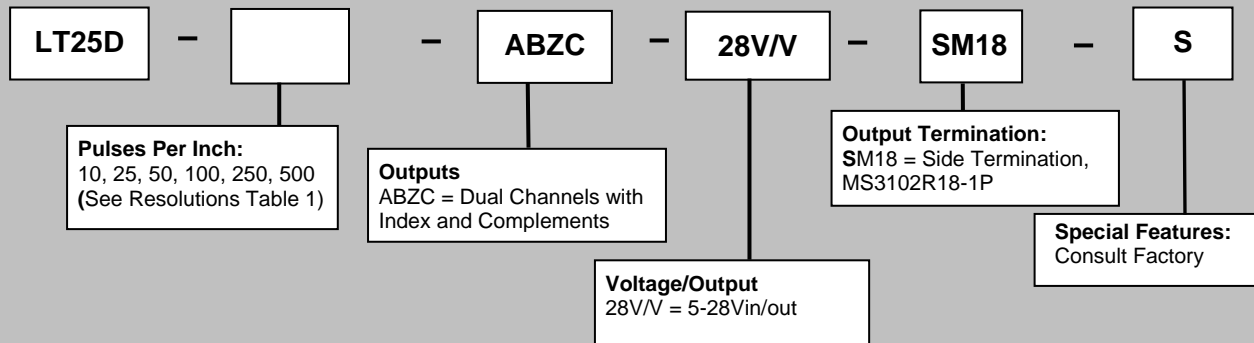 LT25D – – ABZC – 28V/V – SM18 – S
Pulses Per Inch:
10, 25, 50, 100, 250, 500
(See Resolutions Table 1)
Outputs
ABZC = Dual Channels with
Index and Complements
Voltage/Output
28V/V = 5-28Vin/out
Output Termination:
SM18 = Side Termination,
MS3102R18-1P
Special Features:
Consult Factory